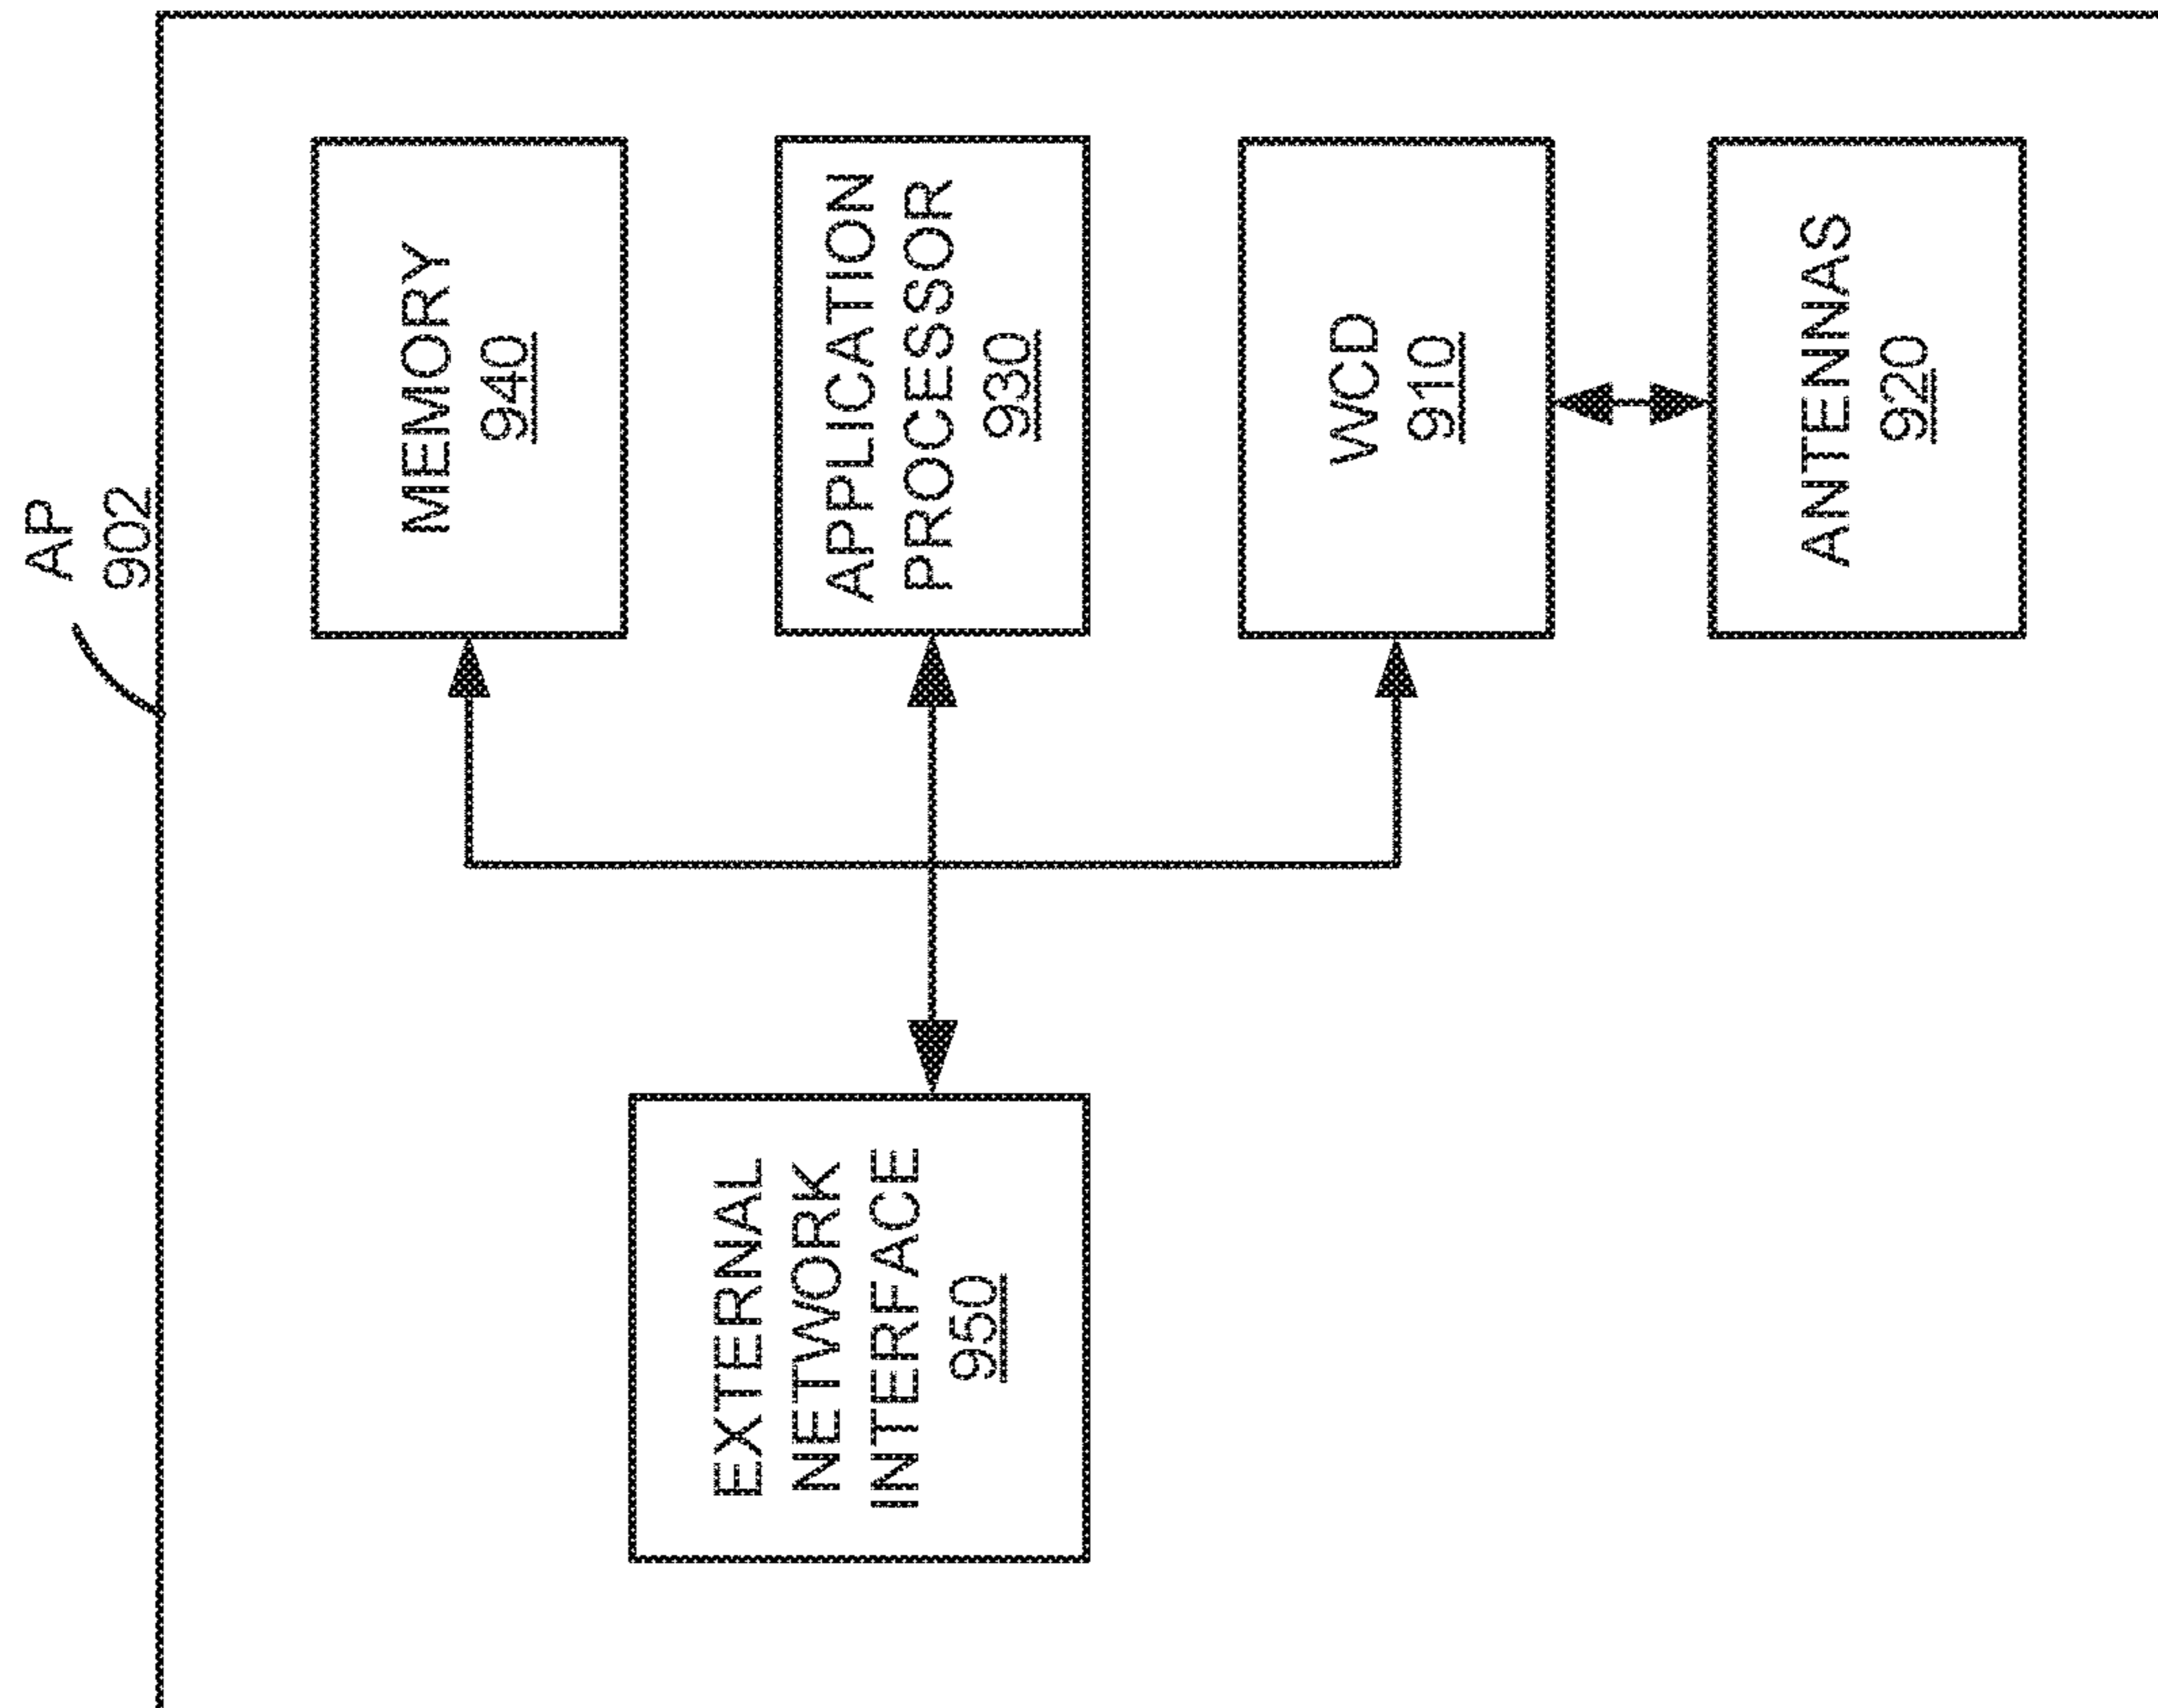 AP
902
MEMORY
940
APPLICATION
PROCESSOR
930
WCD
910
ANTENNAS
920
EXTERNAL
NETWORK
INTERFACE
950